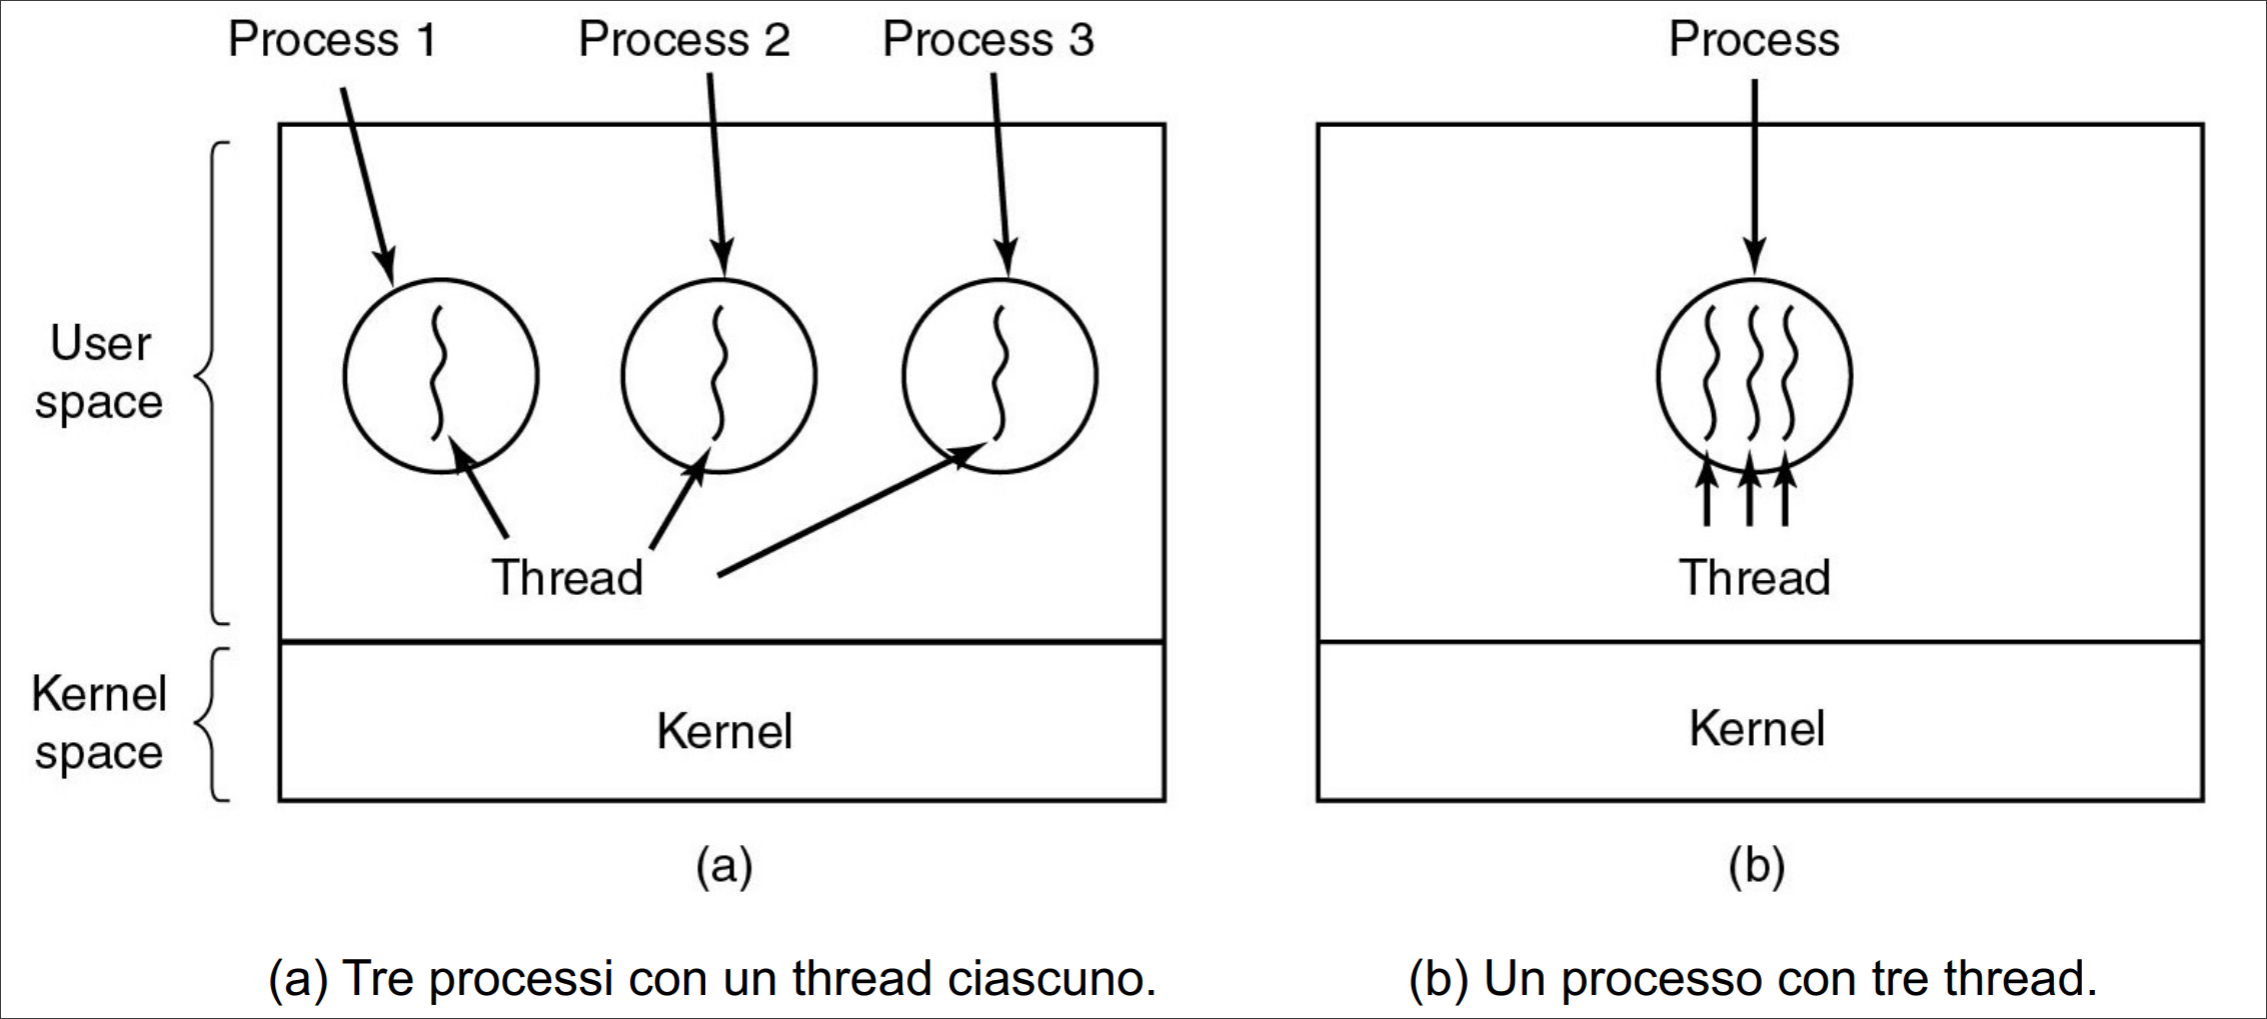 Process 1
Process 2
Process 3
Process
User
space
Thread
Thread
Kernel
space
Kernel
Kernel
(a)
(b)
(a) Tre processi con un thread ciascuno.
(b) Un processo con tre thread.